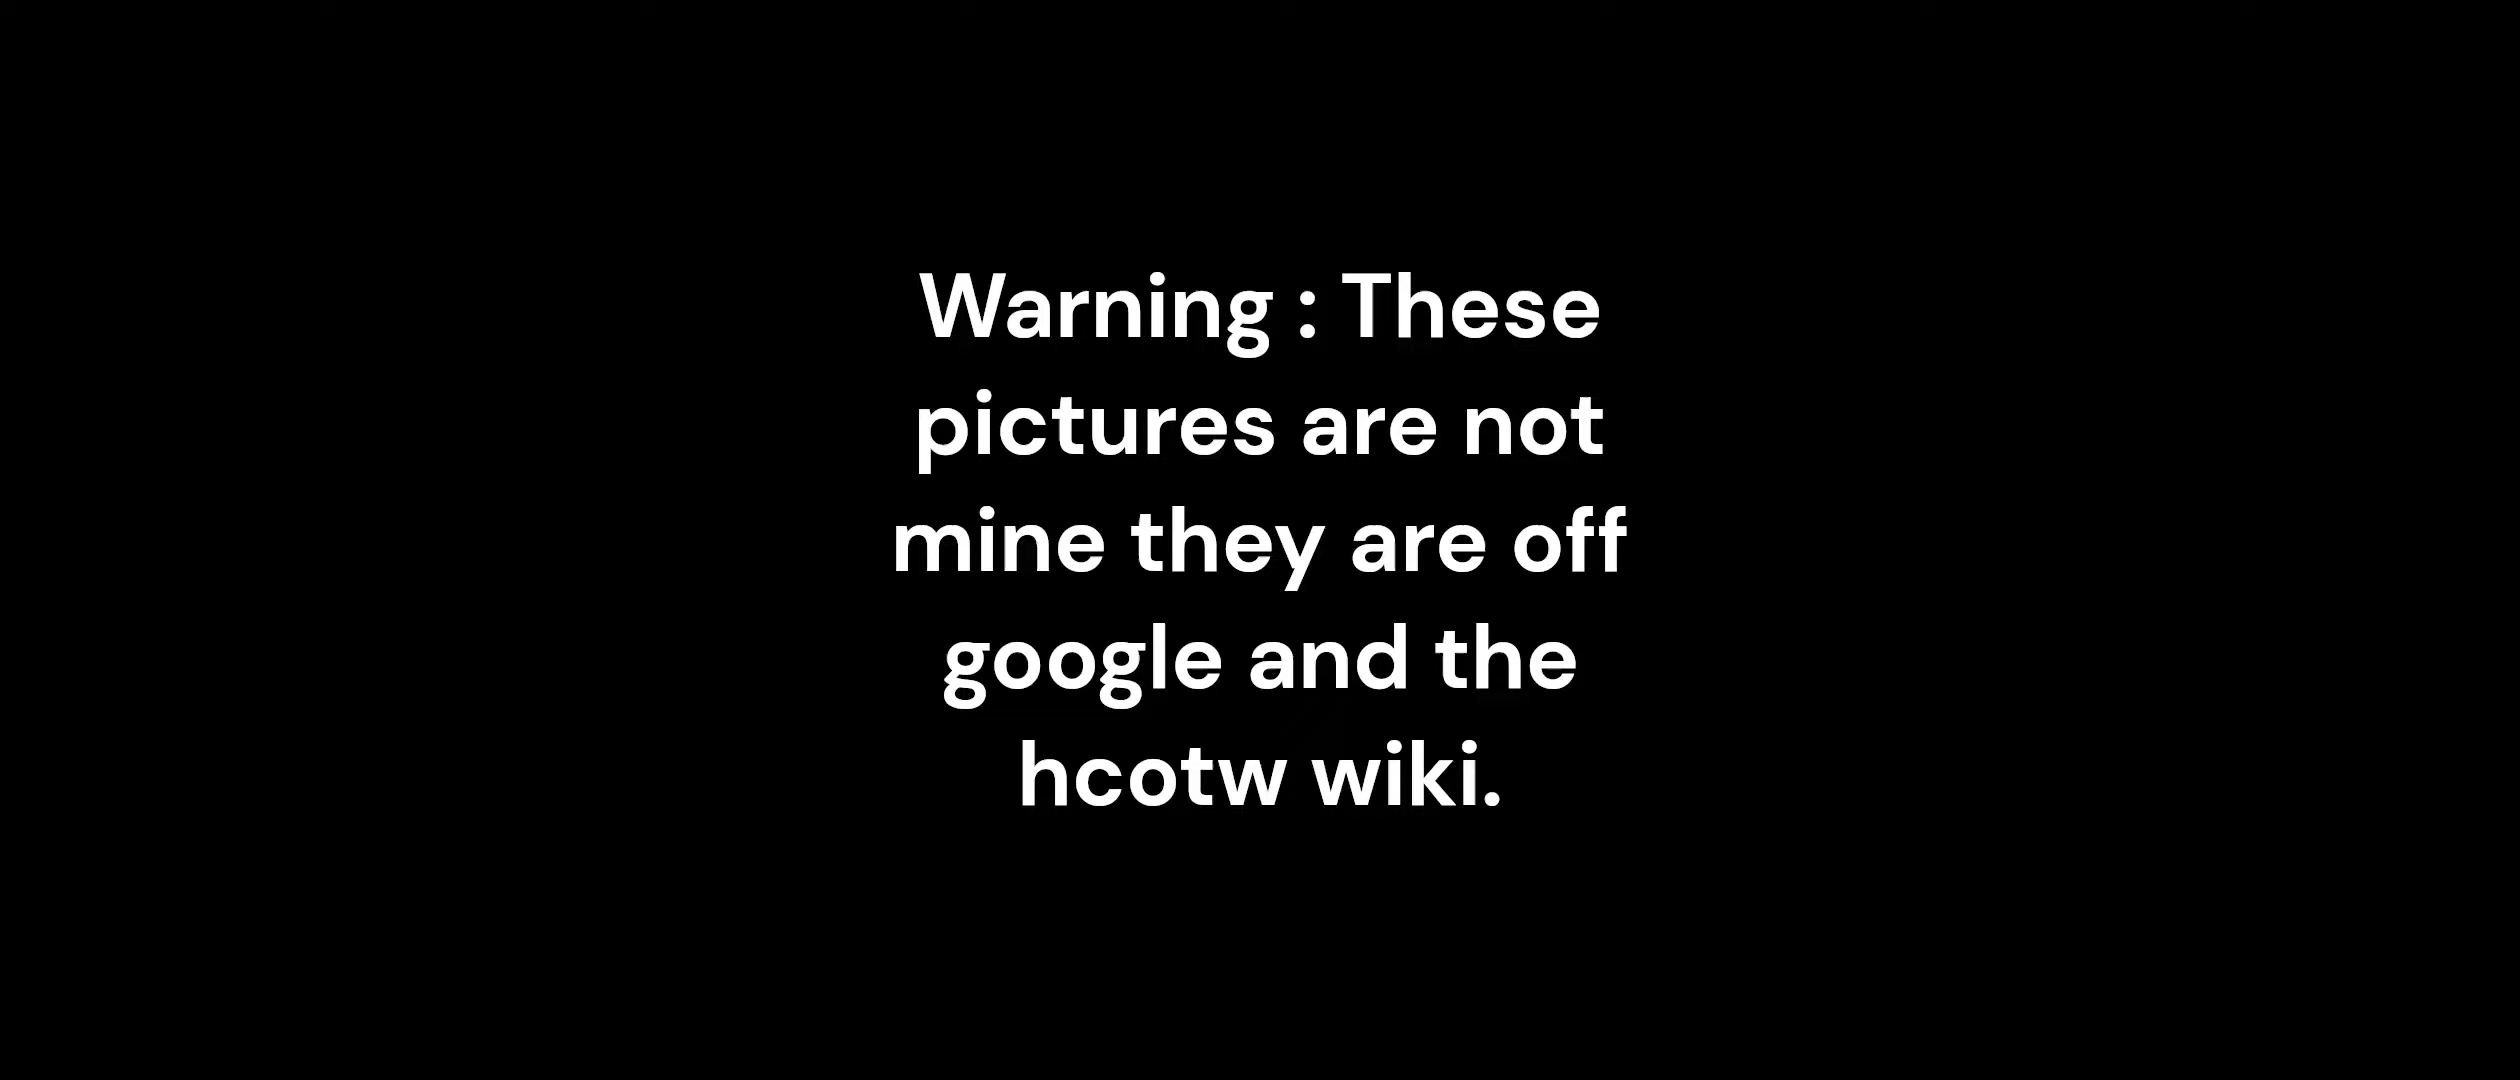 Warning : These
pictures are not
mine they are off
google and the
hcotw wiki.